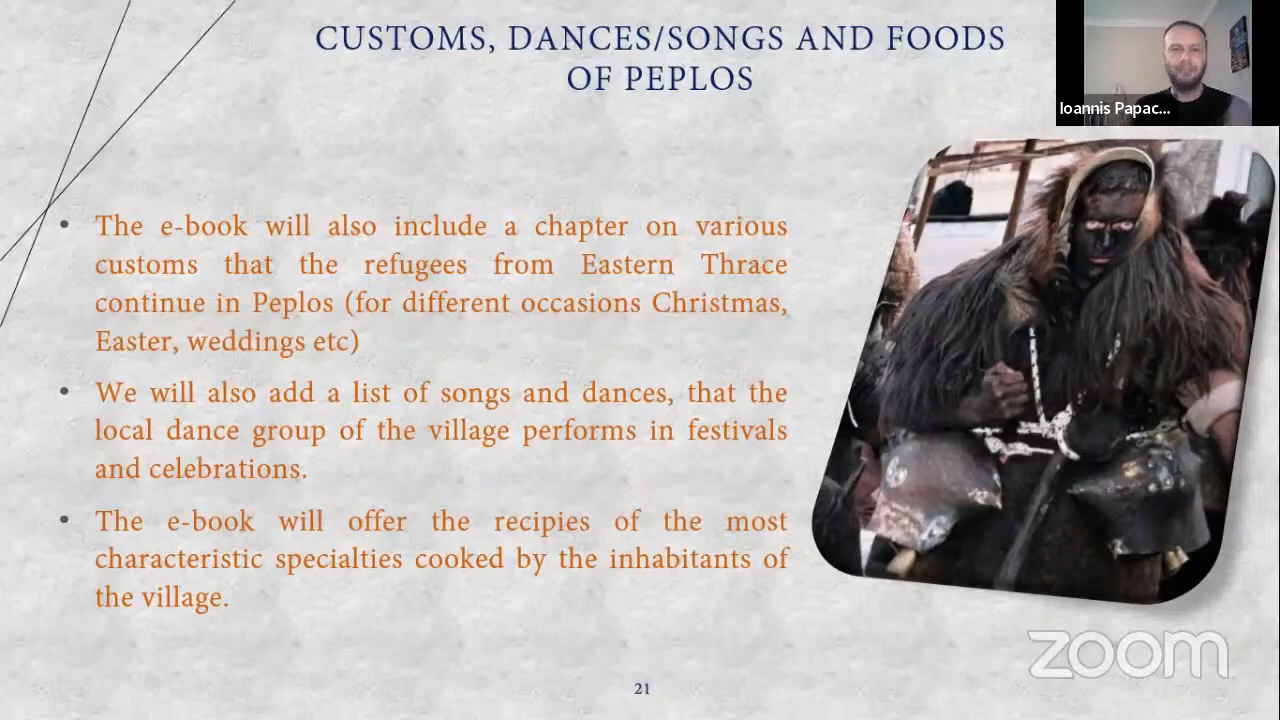 CUSTOMS, DANCES/SONGS AND FOODS
OF PEPLOS
Ioannis Papac...
• The e-book will also include a chapter on various
customs that the refugees from Eastern Thrace
continue in Peplos (for different occasions Christmas,
Easter, weddings etc)
• We will also add a list of songs and dances, that the
local dance group of the village performs in festivals
and celebrations.
• The e-book will offer the recipies of the most
characteristic specialties cooked by the inhabitants of
the village.
zoom
21